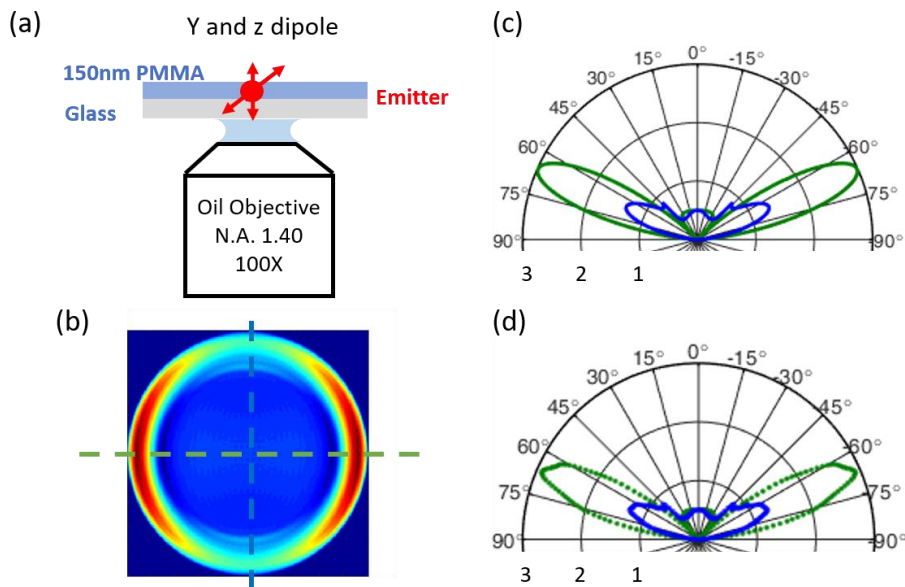 (a)
Y and z dipole
150nm PMMA
Glass
Emitter
Oil Objective
N.A. 1.40
100X
(b)
(c)
0°
15° -15°
30° -30°
45° -45°
60° -60°
75° -75°
90° -90°
3 2 1
(d)
0°
15° -15°
30° -30°
45° -45°
60° -60°
75° -75°
90° -90°
3 2 1